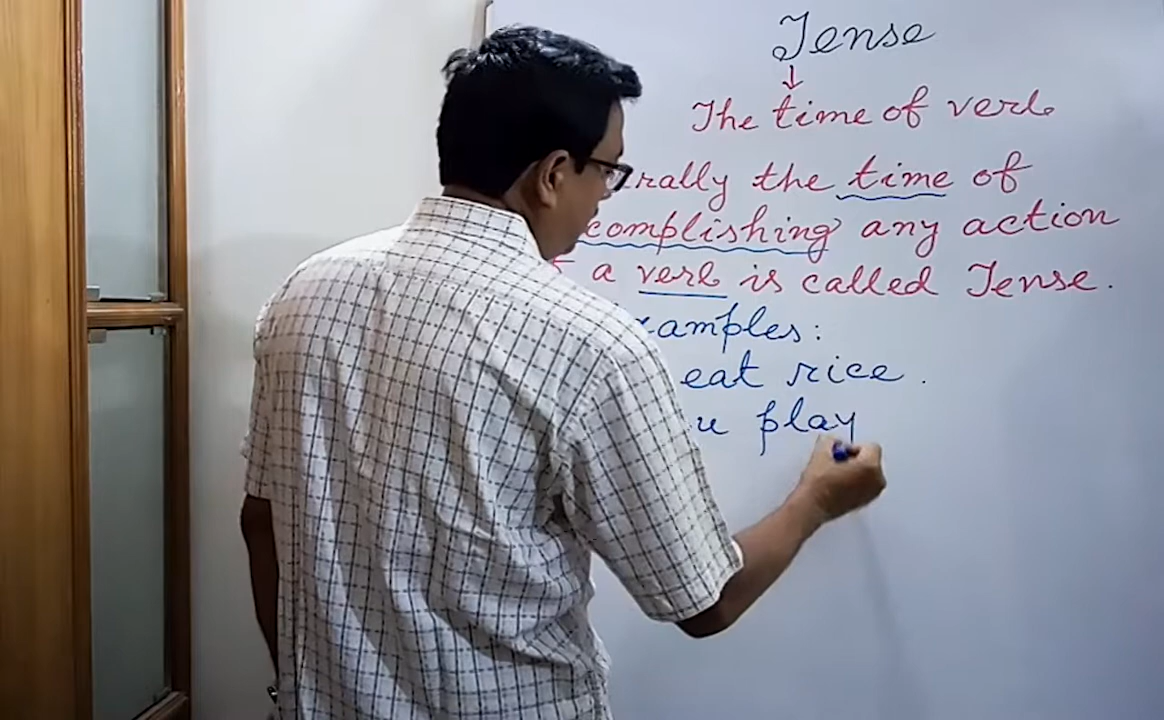 Tense
The time of verb
rally the time of
complishing any action
a verb is called Tense.
amples:
eat rice.
u play